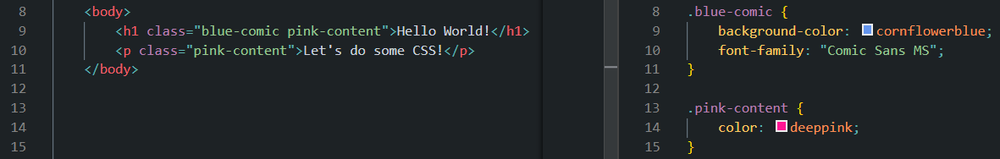 8 <body>
9 <h1 class="blue-comic pink-content">Hello World!</h1>
10 <p class="pink-content">Let's do some CSS!</p>
11 </body>
12
13
14
15
8 .blue-comic {
9 background-color: cornflowerblue;
10 font-family: "Comic Sans MS";
11 }
12
13 .pink-content {
14 color: deeppink;
15 }